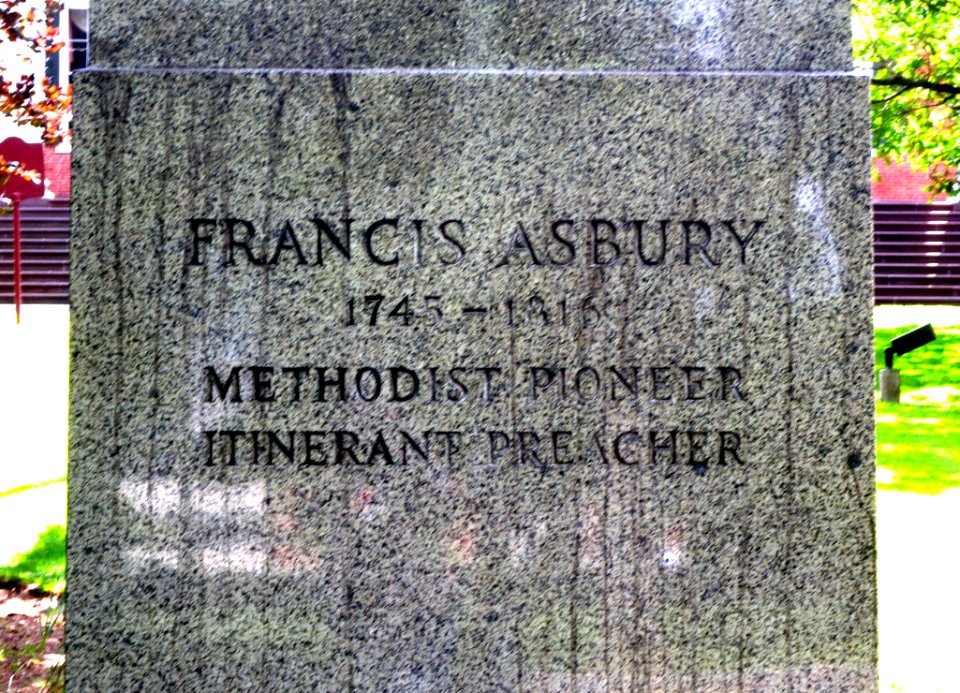 FRANCIS ASBURY
1745 – 1816
METHODIST PIONEER
ITINERANT PREACHER